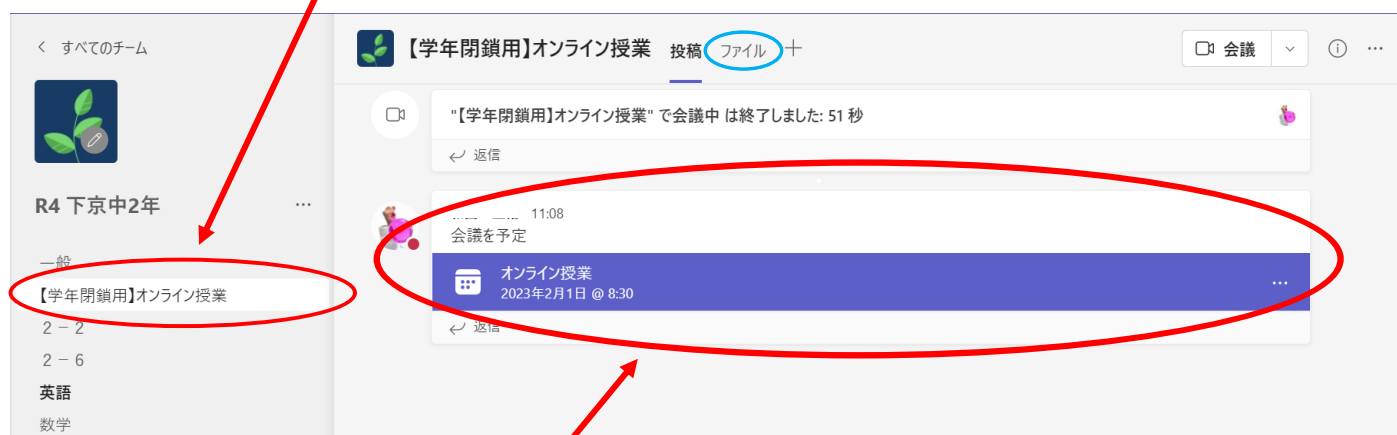 すべてのチーム
R4 下京中2年
…
一般
【学年閉鎖用】オンライン授業
2 － 2
2 － 6
英語
数学
【学年閉鎖用】オンライン授業 投稿 ファイル
会議
…
"【学年閉鎖用】オンライン授業" で会議中 は終了しました: 51 秒
返信
11:08
会議を予定
オンライン授業
2023年2月1日 @ 8:30
…
返信